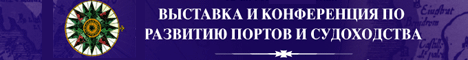 ВЫСТАВКА И КОНФЕРЕНЦИЯ ПО
РАЗВИТИЮ ПОРТОВ И СУДОХОДСТВА